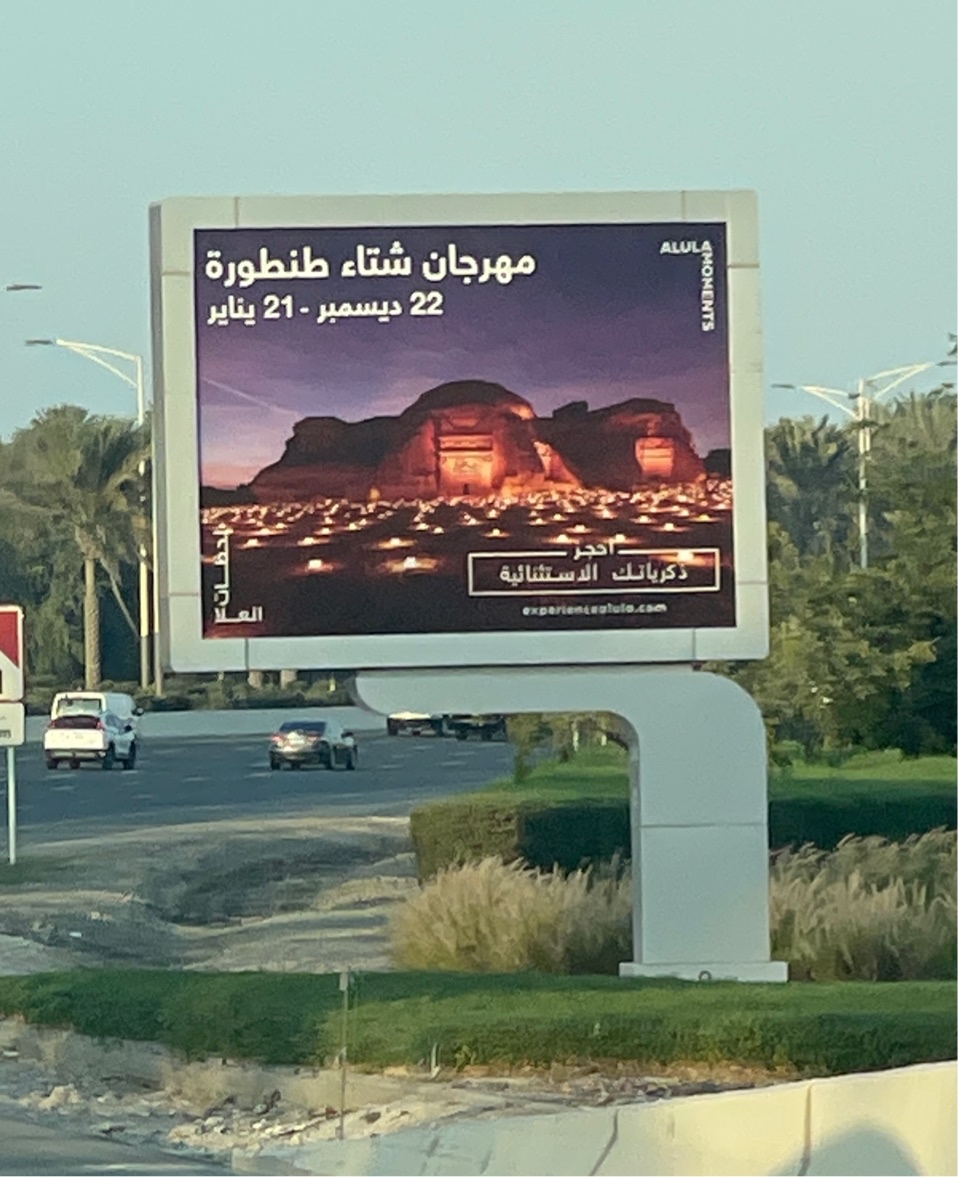 مهرجان شتاء طنطورة
22 ديسمبر - 21 يناير
ALULA
MOMENTS
احجز
ذكرياتك الاستثنائية
experiencealula.com
لحظات
العلا